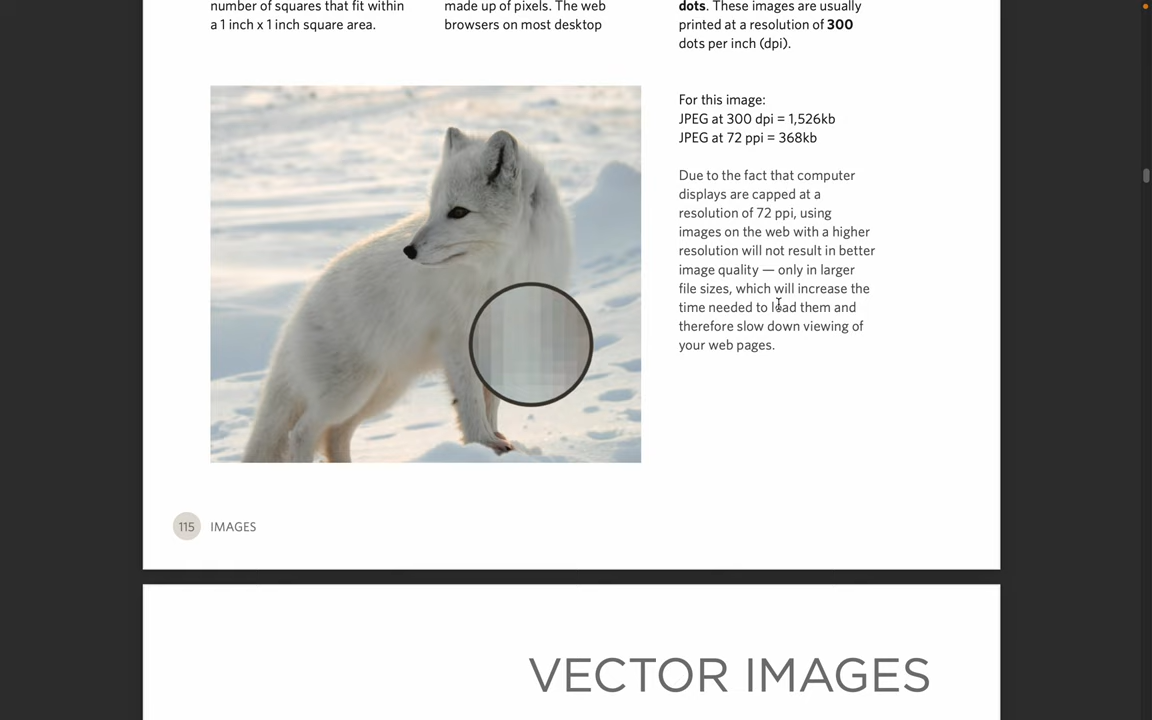 number of squares that fit within
a 1 inch x 1 inch square area.
made up of pixels. The web
browsers on most desktop
dots. These images are usually
printed at a resolution of 300
dots per inch (dpi).
For this image:
JPEG at 300 dpi = 1,526kb
JPEG at 72 ppi = 368kb
Due to the fact that computer
displays are capped at a
resolution of 72 ppi, using
images on the web with a higher
resolution will not result in better
image quality — only in larger
file sizes, which will increase the
time needed to load them and
therefore slow down viewing of
your web pages.
115 IMAGES
VECTOR IMAGES